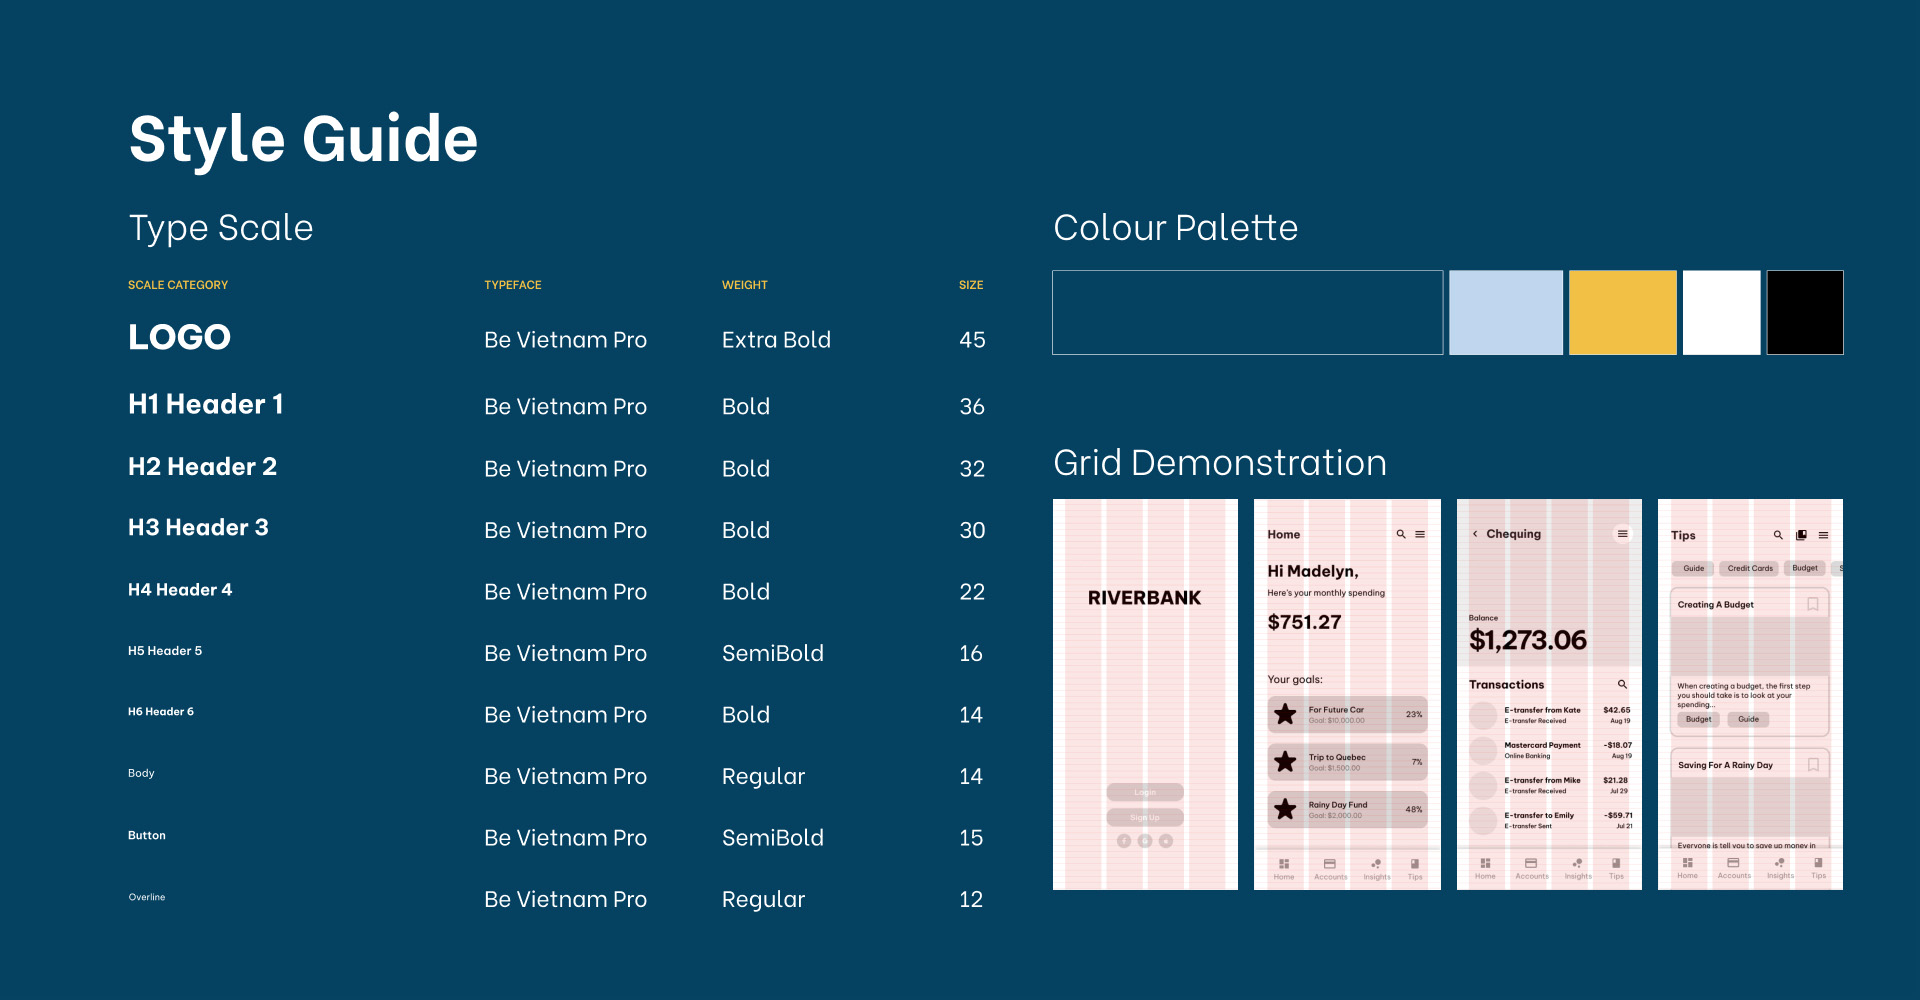 Style Guide
Type Scale
SCALE CATEGORY TYPEFACE WEIGHT SIZE
LOGO Be Vietnam Pro Extra Bold 45
H1 Header 1 Be Vietnam Pro Bold 36
H2 Header 2 Be Vietnam Pro Bold 32
H3 Header 3 Be Vietnam Pro Bold 30
H4 Header 4 Be Vietnam Pro Bold 22
H5 Header 5 Be Vietnam Pro SemiBold 16
H6 Header 6 Be Vietnam Pro Bold 14
Body Be Vietnam Pro Regular 14
Button Be Vietnam Pro SemiBold 15
Overline Be Vietnam Pro Regular 12
Colour Palette
Grid Demonstration
RIVERBANK
Login
Sign Up
Home
Hi Madelyn,
Here's your monthly spending
$751.27
Your goals:
For Future Car 23%
Goal: $10,000.00
Trip to Quebec 7%
Goal: $1,500.00
Rainy Day Fund 48%
Goal: $2,000.00
Home Accounts Insights Tips
Chequing
Balance
$1,273.06
Transactions
E-transfer from Kate $42.65
E-transfer Received Aug 19
Mastercard Payment -$18.07
Online Banking Aug 19
E-transfer from Mike $21.28
E-transfer Received Jul 29
E-transfer to Emily -$59.71
E-transfer Sent Jul 21
Home Accounts Insights Tips
Tips
Guide Credit Cards Budget S
Creating A Budget
When creating a budget, the first step
you should take is to look at your
spending...
Budget Guide
Saving For A Rainy Day
Everyone is tell you to save up money in
Home Accounts Insights Tips